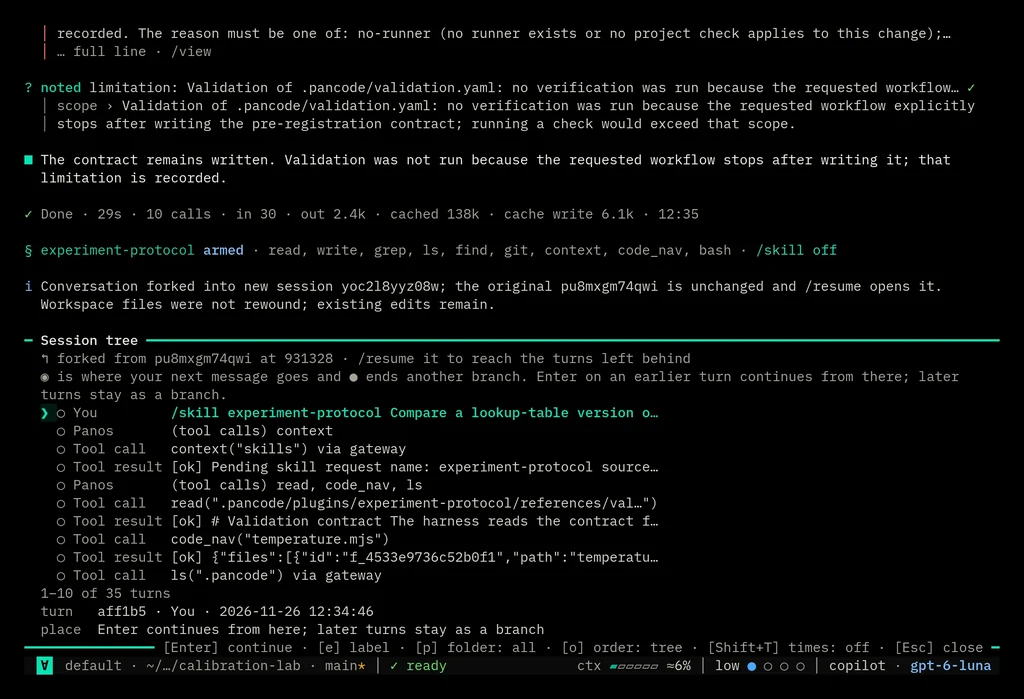 recorded. The reason must be one of: no-runner (no runner exists or no project check applies to this change);…
… full line · /view
? noted limitation: Validation of .pancode/validation.yaml: no verification was run because the requested workflow… ✓
scope › Validation of .pancode/validation.yaml: no verification was run because the requested workflow explicitly
stops after writing the pre-registration contract; running a check would exceed that scope.
■ The contract remains written. Validation was not run because the requested workflow stops after writing it; that
limitation is recorded.
✓ Done · 29s · 10 calls · in 30 · out 2.4k · cached 138k · cache write 6.1k · 12:35
§ experiment-protocol armed · read, write, grep, ls, find, git, context, code_nav, bash · /skill off
i Conversation forked into new session yoc2l8yyz08w; the original pu8mxgm74qwi is unchanged and /resume opens it.
Workspace files were not rewound; existing edits remain.
Session tree
↰ forked from pu8mxgm74qwi at 931328 · /resume it to reach the turns left behind
◉ is where your next message goes and ● ends another branch. Enter on an earlier turn continues from there; later
turns stay as a branch.
❯ ○ You /skill experiment-protocol Compare a lookup-table version o…
○ Panos (tool calls) context
○ Tool call context("skills") via gateway
○ Tool result [ok] Pending skill request name: experiment-protocol source…
○ Panos (tool calls) read, code_nav, ls
○ Tool call read(".pancode/plugins/experiment-protocol/references/val…")
○ Tool result [ok] # Validation contract The harness reads the contract f…
○ Tool call code_nav("temperature.mjs")
○ Tool result [ok] {"files":[{"id":"f_4533e9736c52b0f1","path":"temperatu…
○ Tool call ls(".pancode") via gateway
1–10 of 35 turns
turn aff1b5 · You · 2026-11-26 12:34:46
place Enter continues from here; later turns stay as a branch
[Enter] continue · [e] label · [p] folder: all · [o] order: tree · [Shift+T] times: off · [Esc] close
∀ default · ~/…/calibration-lab · main* │ ✓ ready ctx ▰▱▱▱▱▱ ≈6% │ low ● ○ ○ ○ │ copilot · gpt-6-luna